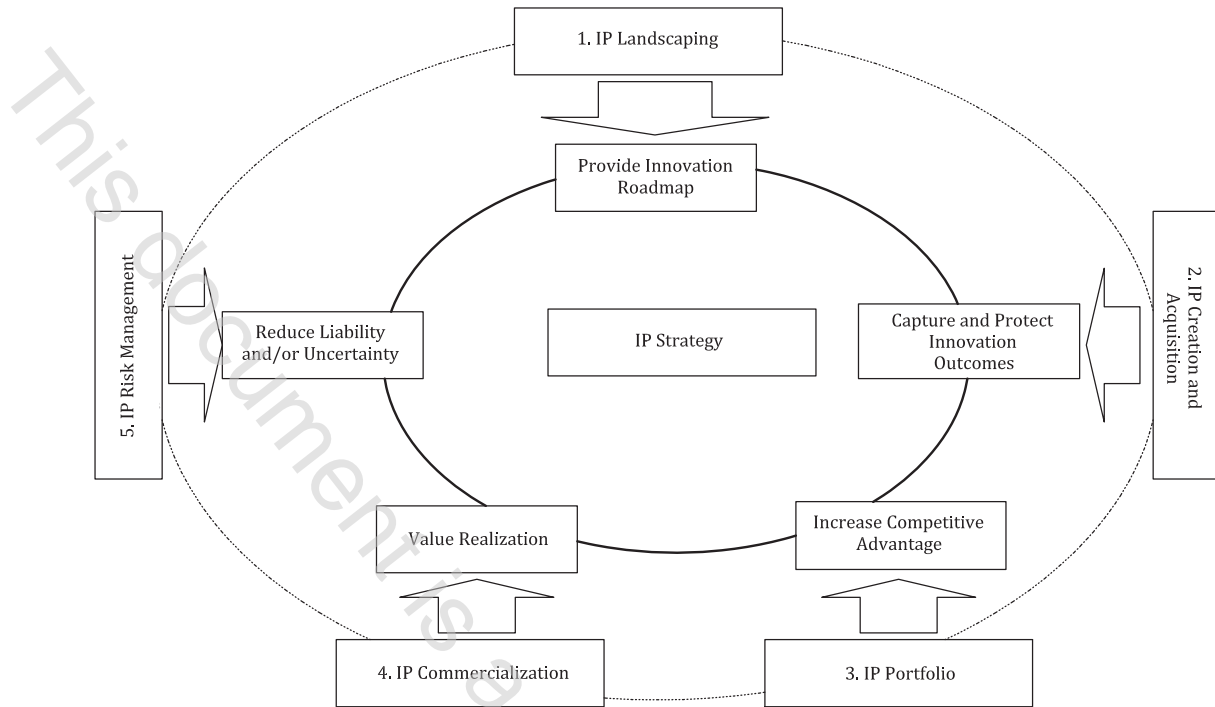 1. IP Landscaping
Provide Innovation
Roadmap
5. IP Risk Management
Reduce Liability
and/or Uncertainty
IP Strategy
Capture and Protect
Innovation
Outcomes
2. IP Creation and
Acquisition
Value Realization
Increase Competitive
Advantage
4. IP Commercialization
3. IP Portfolio
This document is a